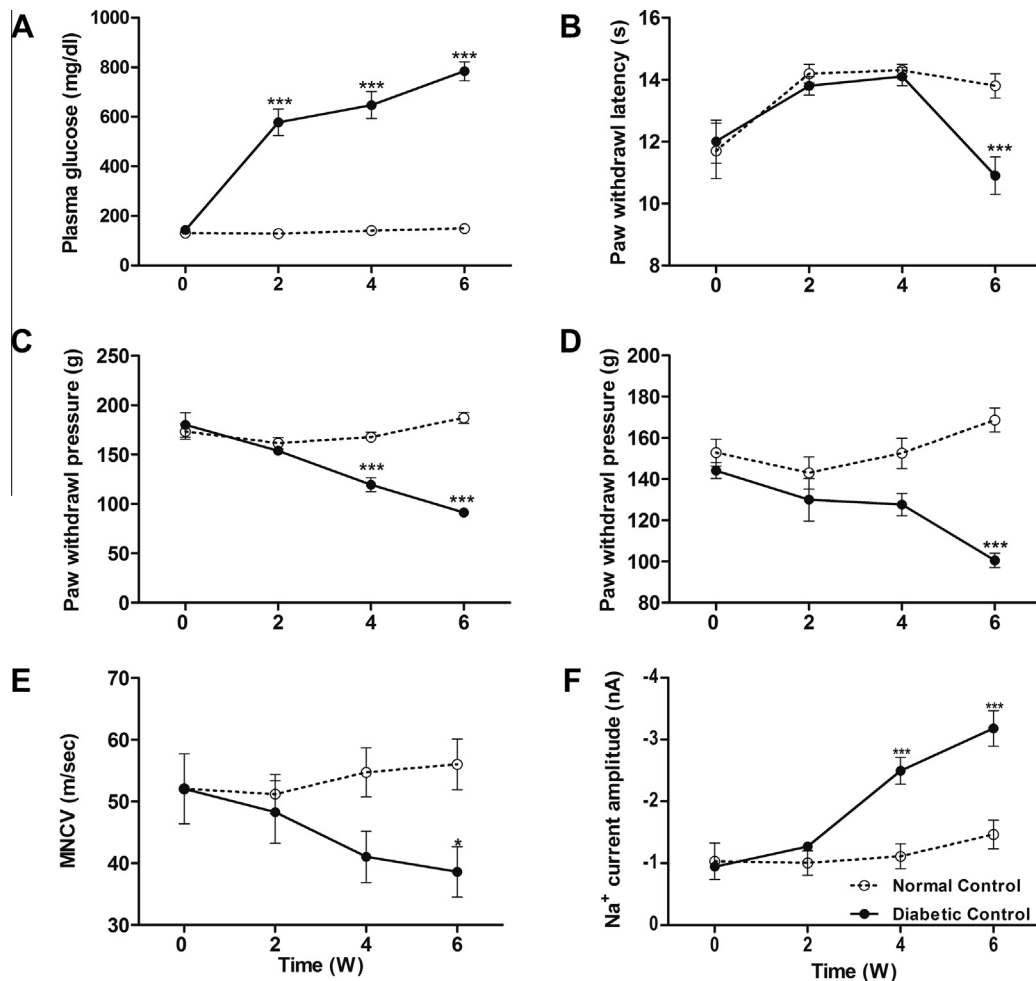 A
Plasma glucose (mg/dl)
1000
800
600
400
200
0
***
***
***
0 2 4 6
B
Paw withdrawl latency (s)
16
14
12
10
8
***
0 2 4 6
C
Paw withdrawl pressure (g)
250
200
150
100
50
0
***
***
0 2 4 6
D
Paw withdrawl pressure (g)
200
180
160
140
120
100
80
***
0 2 4 6
E
MNCV (m/sec)
70
60
50
40
30
*
0 2 4 6
Time (W)
F
Na⁺ current amplitude (nA)
-4
-3
-2
-1
0
***
***
Normal Control
Diabetic Control
0 2 4 6
Time (W)